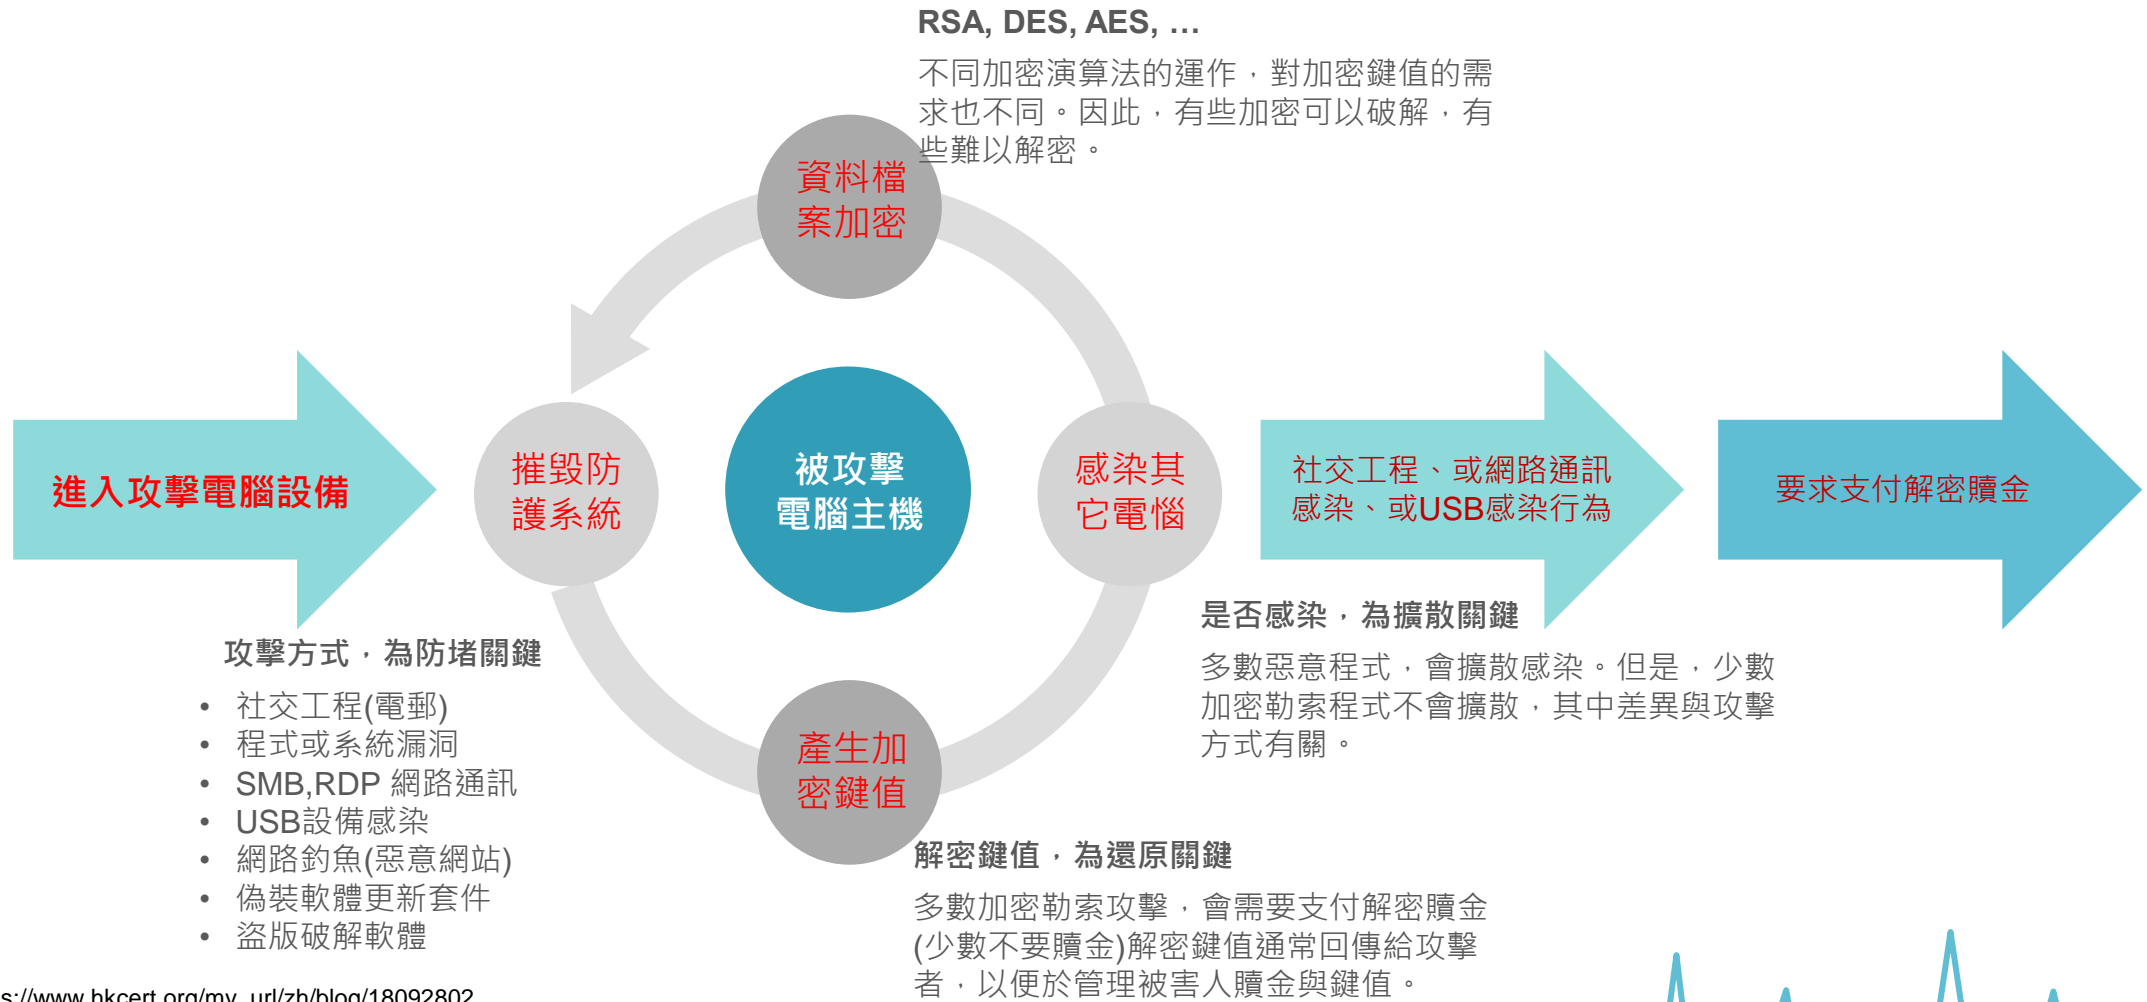 RSA, DES, AES, …
不同加密演算法的運作，對加密鍵值的需
求也不同。因此，有些加密可以破解，有
些難以解密。
資料檔
案加密
進入攻擊電腦設備
摧毀防
護系統
被攻擊
電腦主機
感染其
它電惱
社交工程、或網路通訊
感染、或USB感染行為
要求支付解密贖金
攻擊方式，為防堵關鍵
• 社交工程(電郵)
• 程式或系統漏洞
• SMB,RDP 網路通訊
• USB設備感染
• 網路釣魚(惡意網站)
• 偽裝軟體更新套件
• 盜版破解軟體
是否感染，為擴散關鍵
多數惡意程式，會擴散感染。但是，少數
加密勒索程式不會擴散，其中差異與攻擊
方式有關。
產生加
密鍵值
解密鍵值，為還原關鍵
多數加密勒索攻擊，會需要支付解密贖金
(少數不要贖金)解密鍵值通常回傳給攻擊
者，以便於管理被害人贖金與鍵值。
s://www.hkcert.org/my_url/zh/blog/18092802